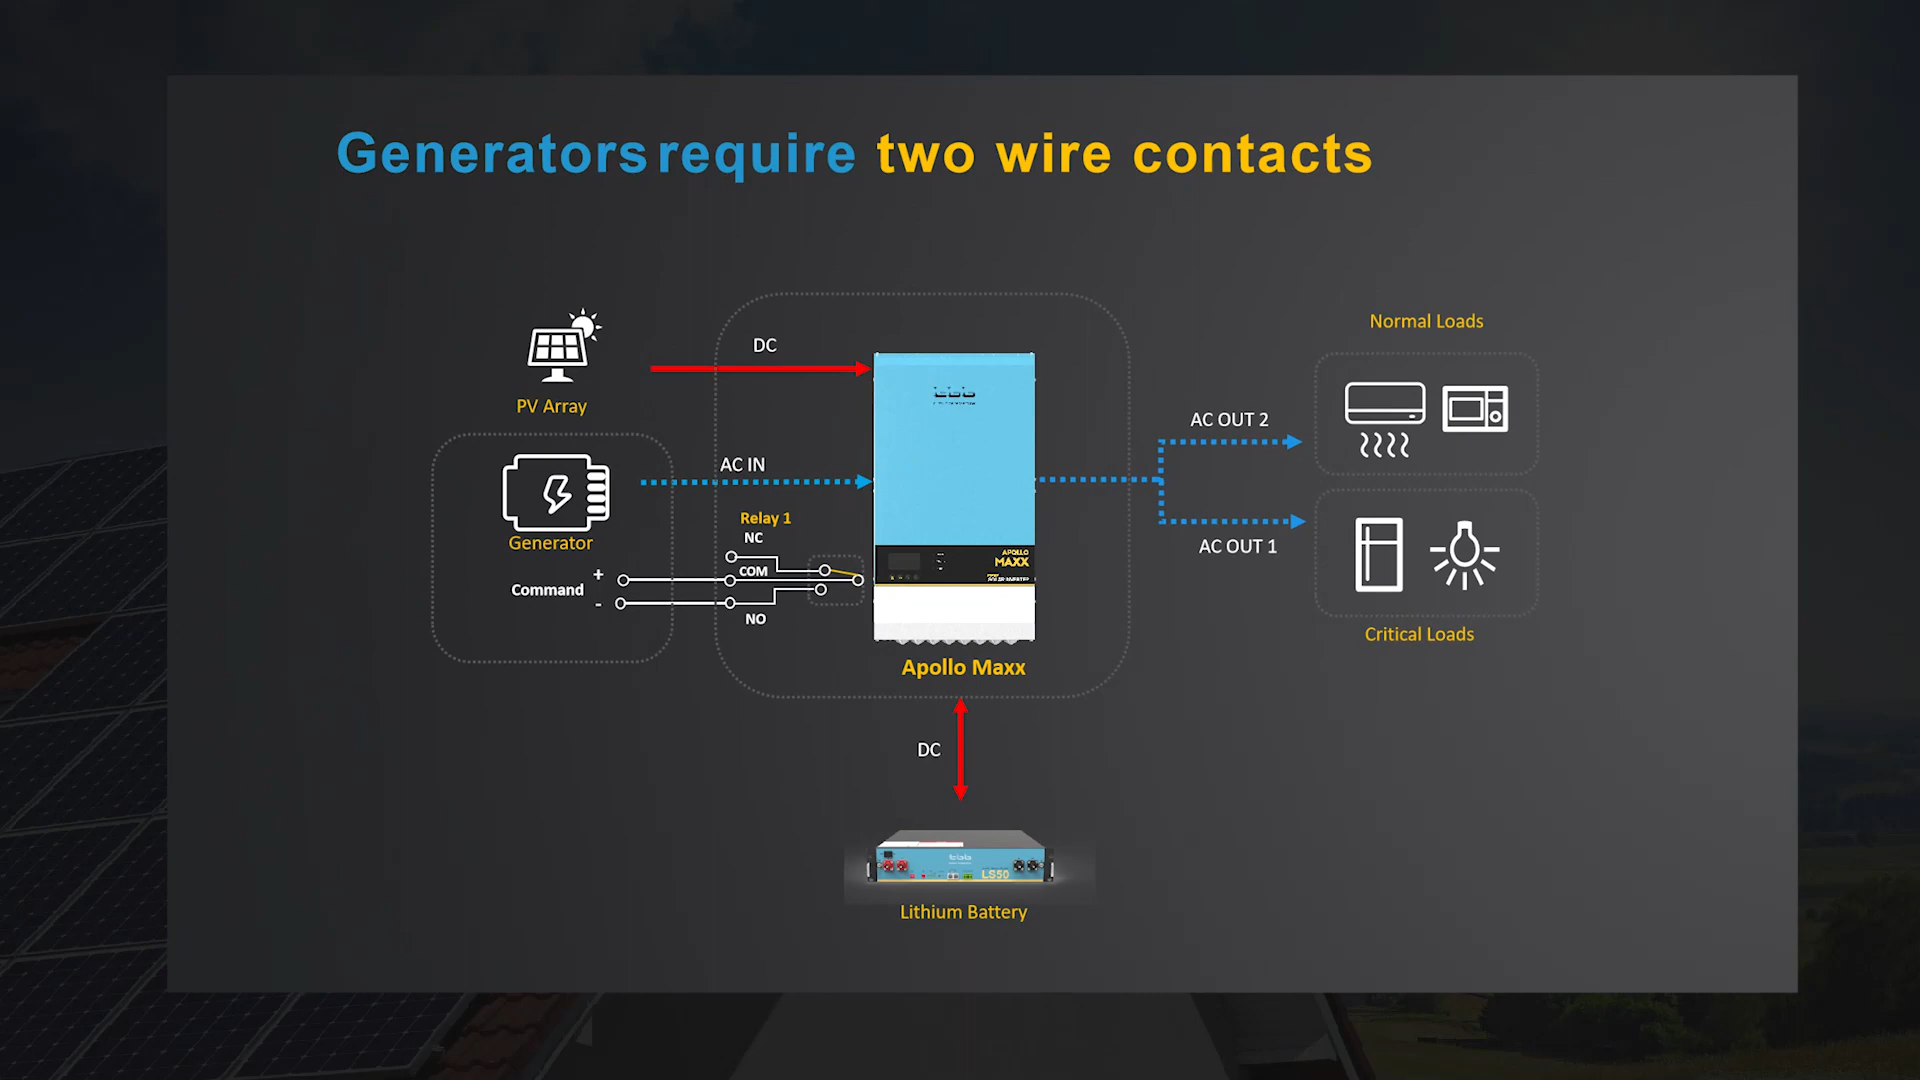 Generators require two wire contacts
Normal Loads
DC
PV Array
AC OUT 2
AC IN
Relay 1
NC
Generator
AC OUT 1
APOLLO
MAXX
COM
+
Command
-
NO
Critical Loads
Apollo Maxx
DC
LS50
Lithium Battery